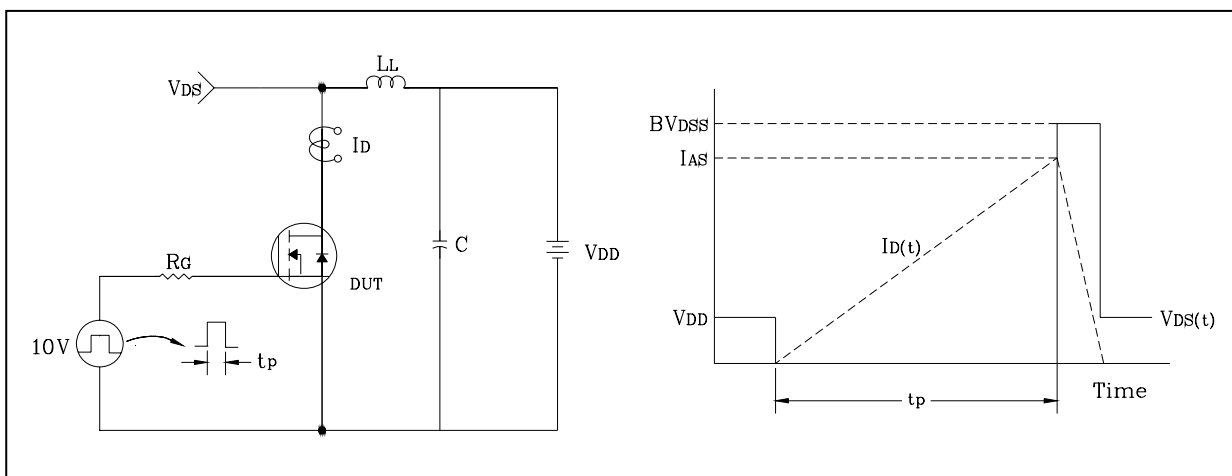 LL
VDS
ID
RG
DUT
C
VDD
10V
tp
BVDSS
IAS
ID(t)
VDD
VDS(t)
tp
Time